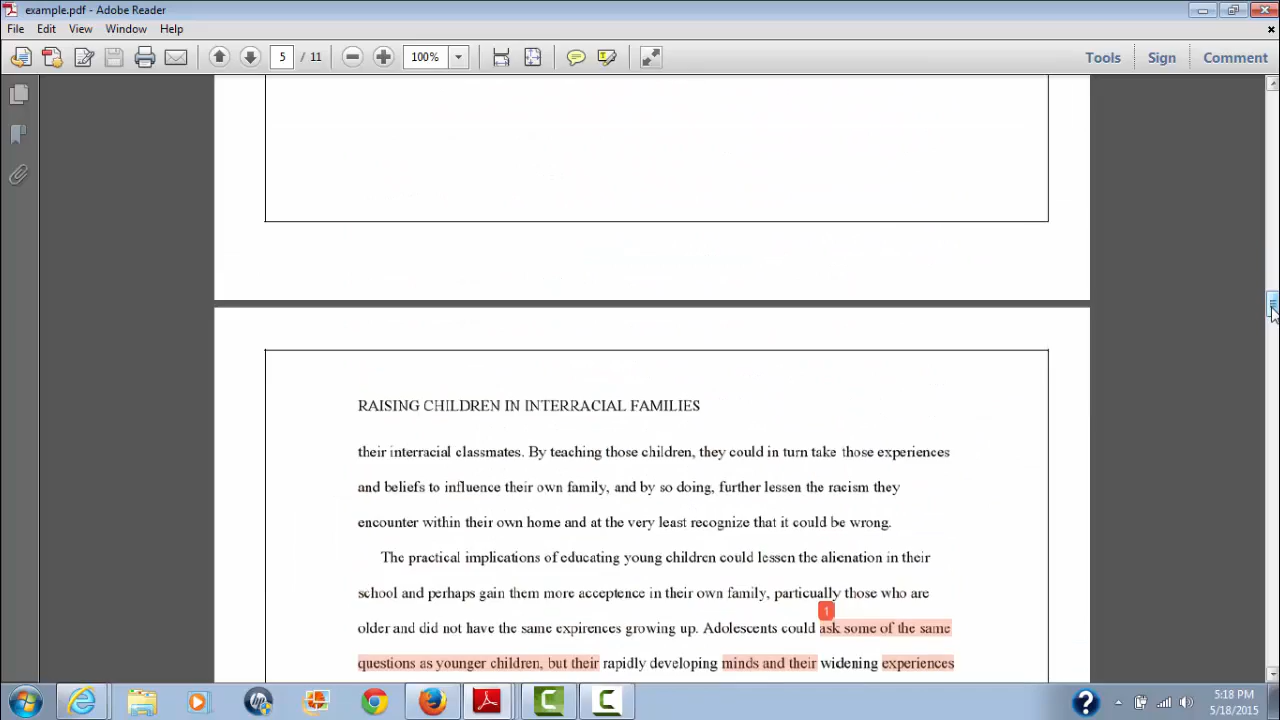 example.pdf - Adobe Reader
File Edit View Window Help
5 / 11 100% Tools Sign Comment
RAISING CHILDREN IN INTERRACIAL FAMILIES
their interracial classmates. By teaching those children, they could in turn take those experiences
and beliefs to influence their own family, and by so doing, further lessen the racism they
encounter within their own home and at the very least recognize that it could be wrong.
The practical implications of educating young children could lessen the alienation in their
school and perhaps gain them more acceptance in their own family, particually those who are
1
older and did not have the same expirences growing up. Adolescents could ask some of the same
questions as younger children, but their rapidly developing minds and their widening experiences
5:18 PM
5/18/2015